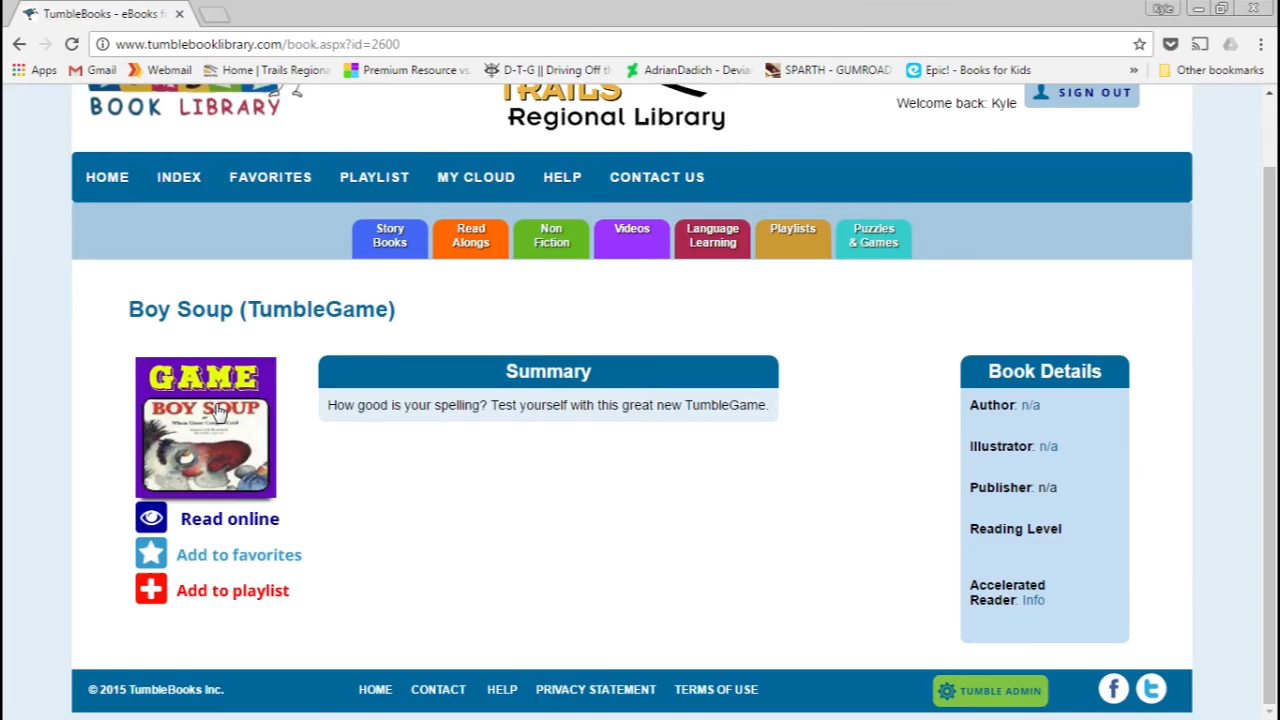 TumbleBooks - eBooks f
Kyle
www.tumblebooklibrary.com/book.aspx?id=2600
Apps Gmail Webmail Home | Trails Regiona Premium Resource vs D-T-G || Driving Off th AdrianDadich - Devia SPARTH - GUMROAD Epic! - Books for Kids » Other bookmarks
BOOK LIBRARY
TRAILS
Regional Library
Welcome back: Kyle
SIGN OUT
HOME INDEX FAVORITES PLAYLIST MY CLOUD HELP CONTACT US
Story Books
Read Alongs
Non Fiction
Videos
Language Learning
Playlists
Puzzles & Games
Boy Soup (TumbleGame)
GAME
BOY SOUP
Read online
Add to favorites
Add to playlist
Summary
How good is your spelling? Test yourself with this great new TumbleGame.
Book Details
Author: n/a
Illustrator: n/a
Publisher: n/a
Reading Level
Accelerated
Reader: Info
© 2015 TumbleBooks Inc.
HOME CONTACT HELP PRIVACY STATEMENT TERMS OF USE
TUMBLE ADMIN